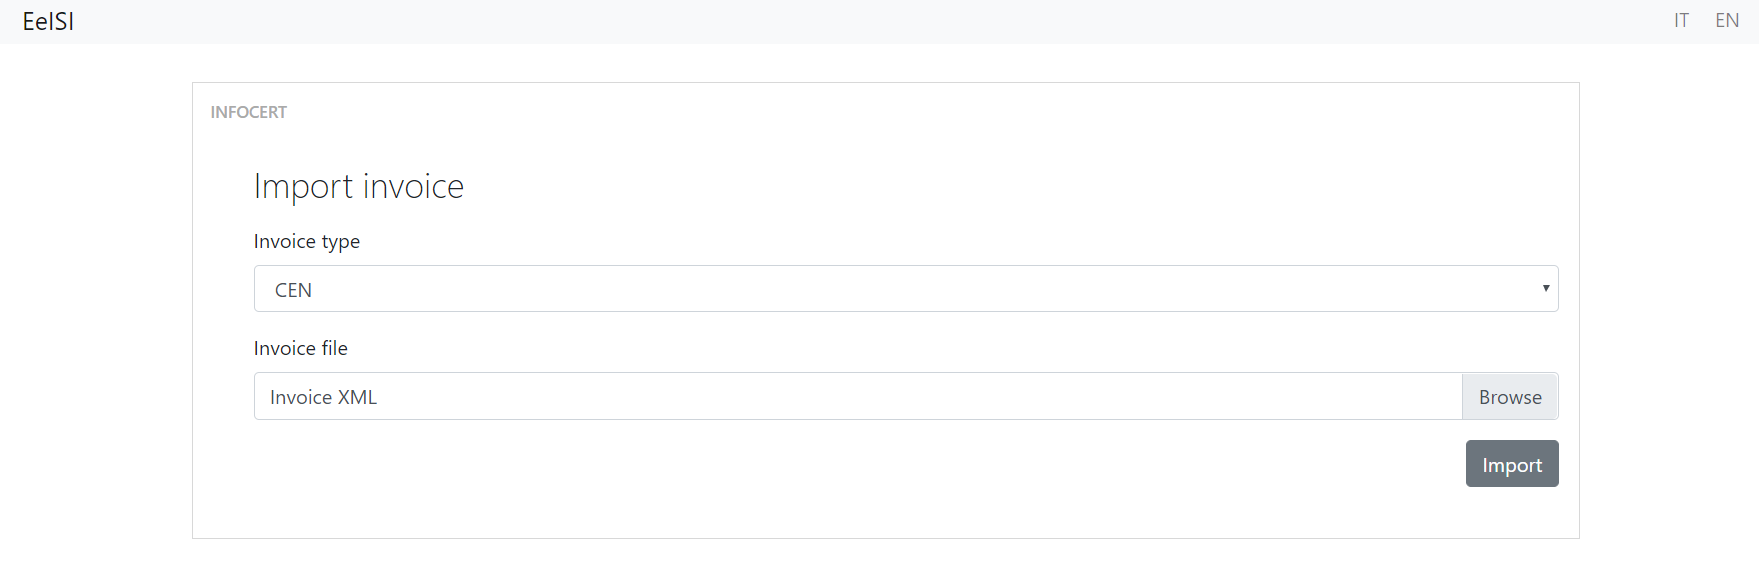 EeISI
IT EN
INFOCERT
Import invoice
Invoice type
CEN
Invoice file
Invoice XML
Browse
Import